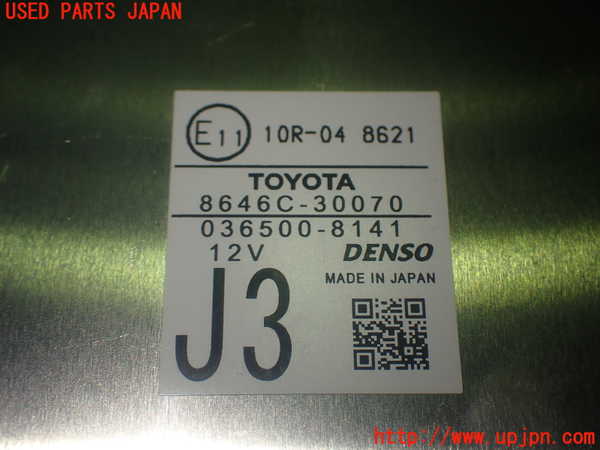 USED PARTS JAPAN
E11 10R-04 8621
TOYOTA
8646C-30070
036500-8141
12V DENSO
MADE IN JAPAN
J3
http://www.upjpn.com